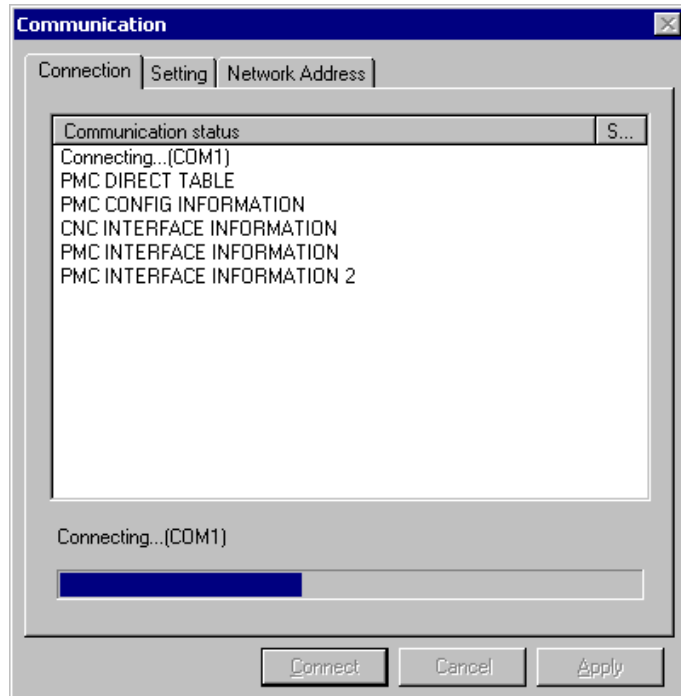 Communication
Connection Setting Network Address
Communication status S...
Connecting...(COM1)
PMC DIRECT TABLE
PMC CONFIG INFORMATION
CNC INTERFACE INFORMATION
PMC INTERFACE INFORMATION
PMC INTERFACE INFORMATION 2
Connecting...(COM1)
Connect Cancel Apply